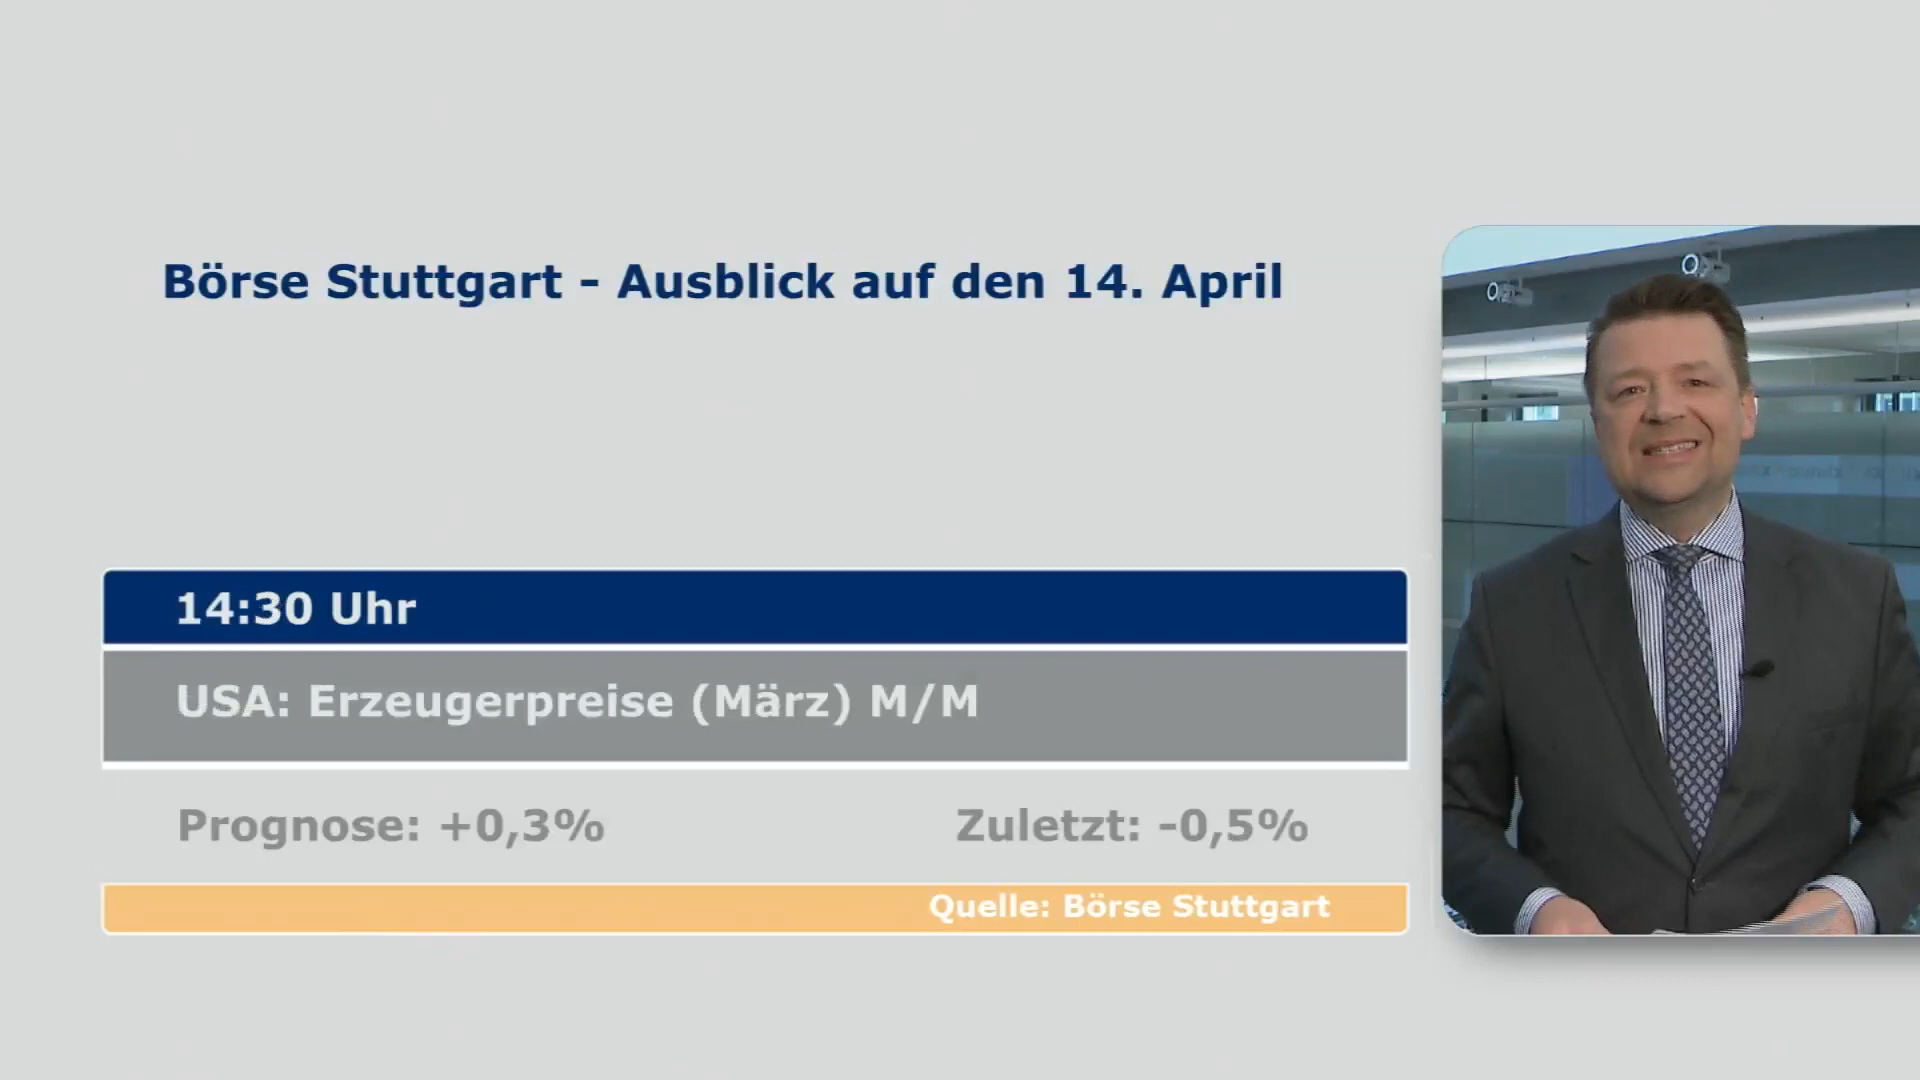 Börse Stuttgart - Ausblick auf den 14. April
14:30 Uhr
USA: Erzeugerpreise (März) M/M
Prognose: +0,3% Zuletzt: -0,5%
Quelle: Börse Stuttgart